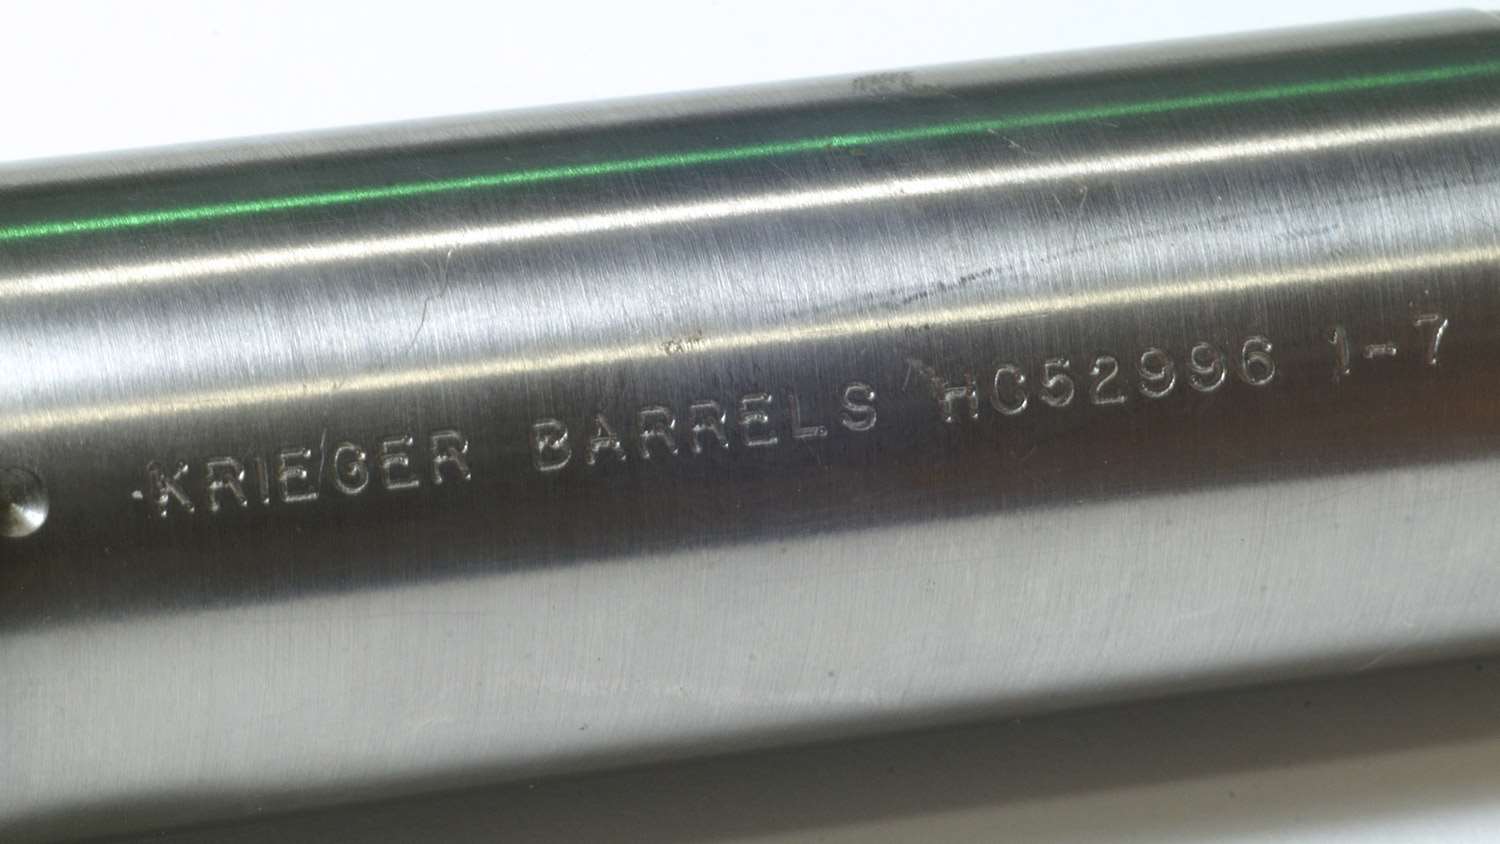 KRIEGER BARRELS HC52996 1-7